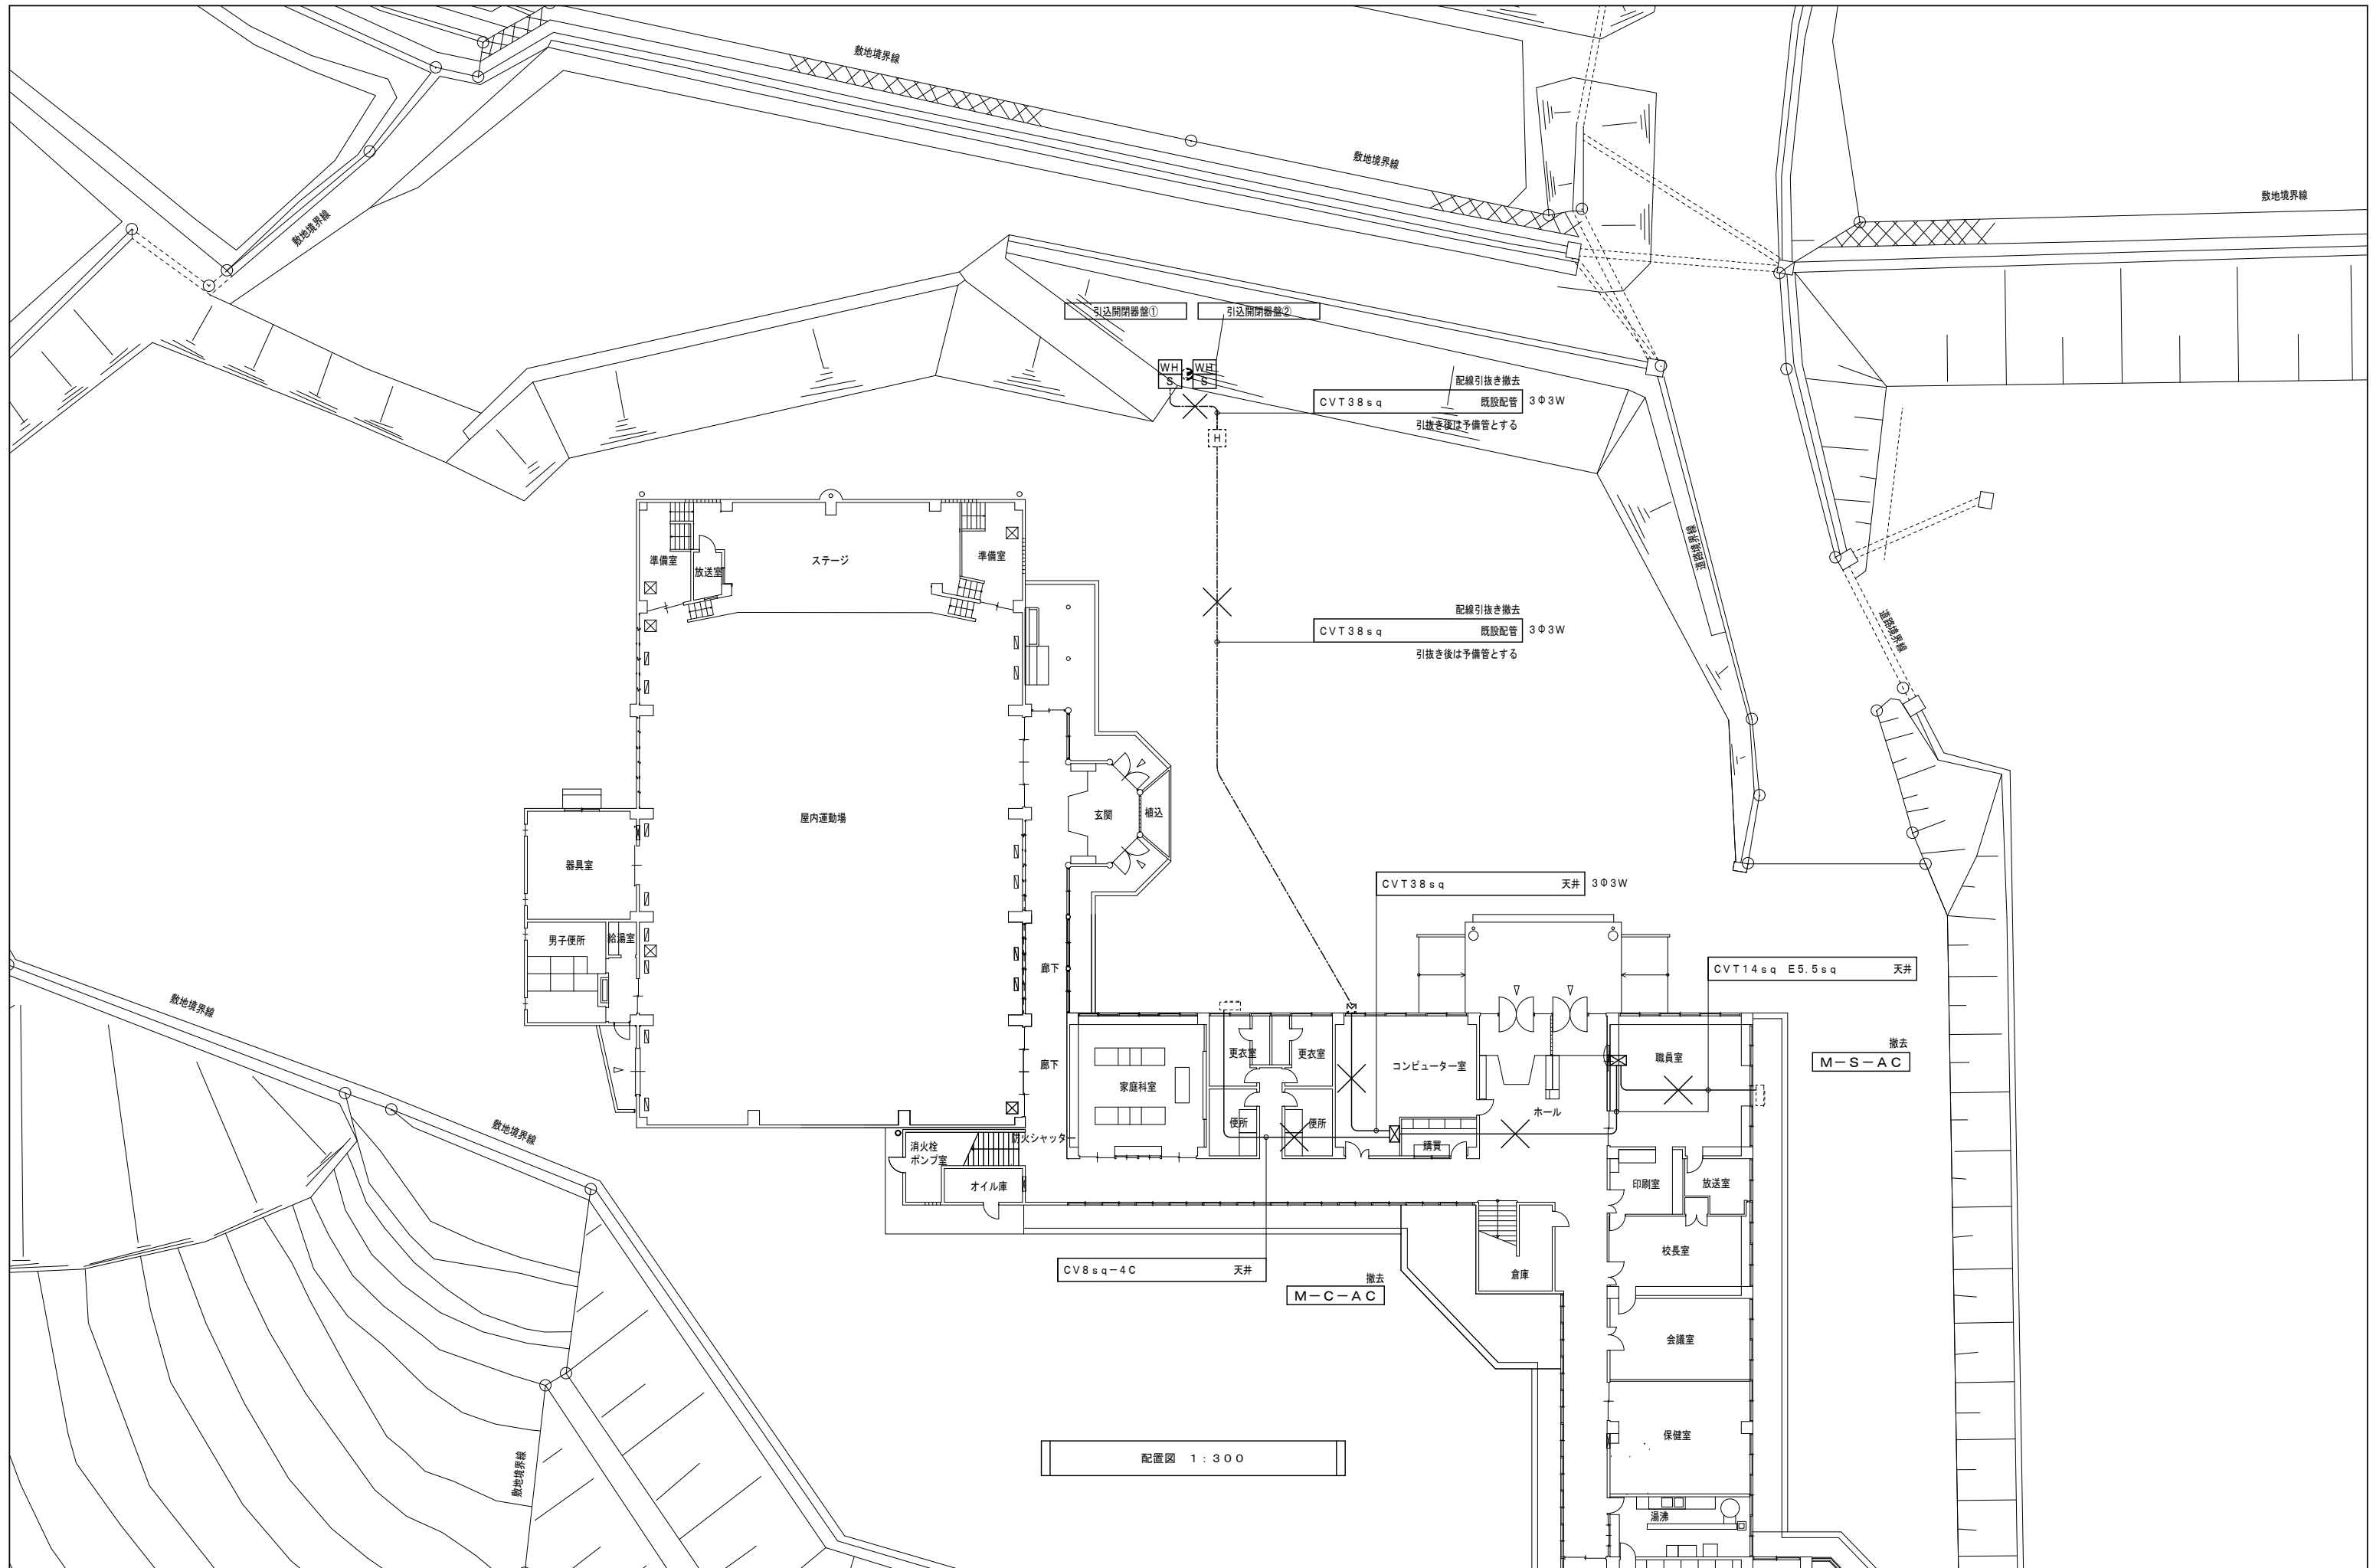 敷地境界線
敷地境界線
敷地境界線
敷地境界線
引込開閉器盤①
引込開閉器盤②
WH
S
WH
S
配線引抜き撤去
CVT38sq 既設配管 3Φ3W
引抜き後は予備管とする
H
道路境界線
道路境界線
準備室
放送室
ステージ
準備室
配線引抜き撤去
CVT38sq 既設配管 3Φ3W
引抜き後は予備管とする
屋内運動場
玄関
植込
器具室
男子便所
給湯室
廊下
CVT38sq 天井 3Φ3W
CVT14sq E5.5sq 天井
敷地境界線
更衣室
更衣室
コンピューター室
職員室
撤去
M-S-AC
廊下
家庭科室
ホール
便所
便所
購買
敷地境界線
消火栓
ポンプ室
防火シャッター
オイル庫
印刷室
放送室
校長室
CV8sq-4C 天井
撤去
M-C-AC
倉庫
会議室
保健室
敷地境界線
配置図 1:300
湯沸